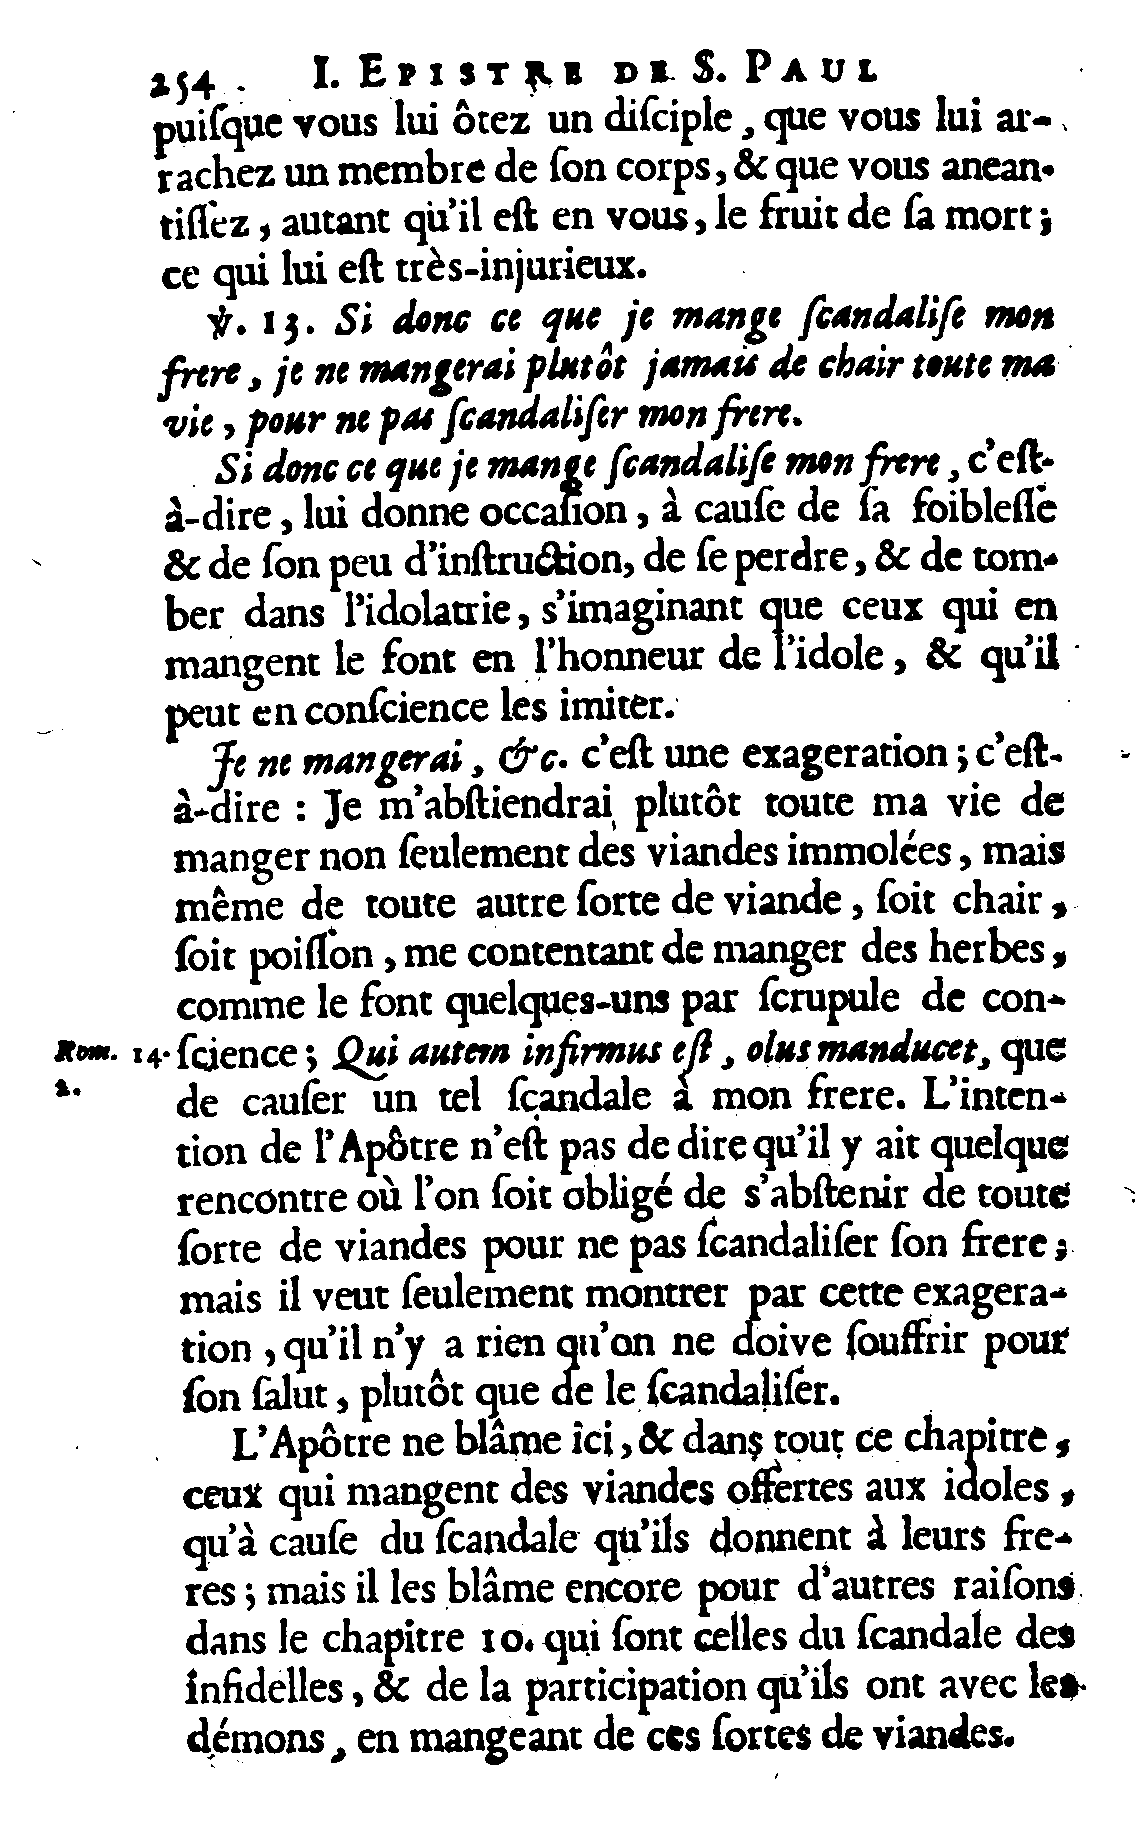 254 I. EPISTRE DE S. PAUL
puiſque vous lui ôtez un diſciple, que vous lui ar-
rachez un membre de ſon corps, & que vous anean-
tiſſez, autant qu'il eſt en vous, le fruit de ſa mort;
ce qui lui eſt très-injurieux.
℣. 13. Si donc ce que je mange ſcandaliſe mon
frere, je ne mangerai plutôt jamais de chair toute ma
vie, pour ne pas ſcandaliſer mon frere.
Si donc ce que je mange ſcandaliſe mon frere, c'eſt-
à-dire, lui donne occaſion, à cauſe de ſa foibleſſe
& de ſon peu d'inſtruction, de ſe perdre, & de tom-
ber dans l'idolatrie, s'imaginant que ceux qui en
mangent le font en l'honneur de l'idole, & qu'il
peut en conſcience les imiter.
Je ne mangerai, &c. c'eſt une exageration; c'eſt-
à-dire : Je m'abſtiendrai plutôt toute ma vie de
manger non ſeulement des viandes immolées, mais
même de toute autre ſorte de viande, ſoit chair,
ſoit poiſſon, me contentant de manger des herbes,
comme le font quelques-uns par ſcrupule de con-
Rom. 14. ſcience; Qui autem infirmus eſt, olus manducet, que
2. de cauſer un tel ſcandale à mon frere. L'inten-
tion de l'Apôtre n'eſt pas de dire qu'il y ait quelque
rencontre où l'on ſoit obligé de s'abſtenir de toute
ſorte de viandes pour ne pas ſcandaliſer ſon frere;
mais il veut ſeulement montrer par cette exagera-
tion, qu'il n'y a rien qu'on ne doive ſouffrir pour
ſon ſalut, plutôt que de le ſcandaliſer.
L'Apôtre ne blâme ici, & dans tout ce chapitre,
ceux qui mangent des viandes offertes aux idoles,
qu'à cauſe du ſcandale qu'ils donnent à leurs fre-
res; mais il les blâme encore pour d'autres raiſons
dans le chapitre 10. qui ſont celles du ſcandale des
infidelles, & de la participation qu'ils ont avec les
démons, en mangeant de ces ſortes de viandes.